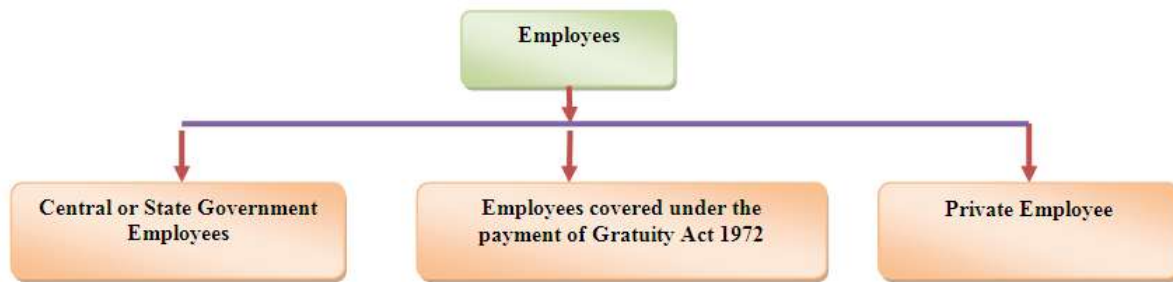 Employees
Central or State Government
Employees
Employees covered under the
payment of Gratuity Act 1972
Private Employee